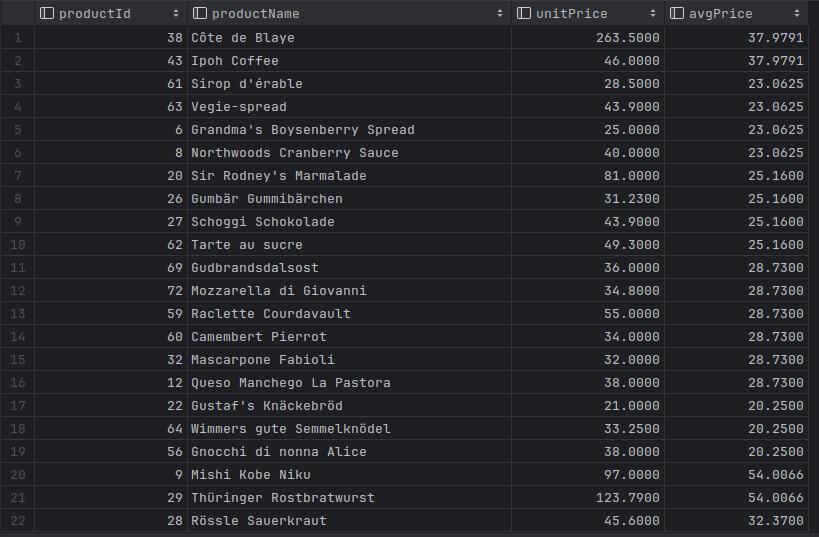 productId productName unitPrice avgPrice
1 38 Côte de Blaye 263.5000 37.9791
2 43 Ipoh Coffee 46.0000 37.9791
3 61 Sirop d'érable 28.5000 23.0625
4 63 Vegie-spread 43.9000 23.0625
5 6 Grandma's Boysenberry Spread 25.0000 23.0625
6 8 Northwoods Cranberry Sauce 40.0000 23.0625
7 20 Sir Rodney's Marmalade 81.0000 25.1600
8 26 Gumbär Gummibärchen 31.2300 25.1600
9 27 Schoggi Schokolade 43.9000 25.1600
10 62 Tarte au sucre 49.3000 25.1600
11 69 Gudbrandsdalsost 36.0000 28.7300
12 72 Mozzarella di Giovanni 34.8000 28.7300
13 59 Raclette Courdavault 55.0000 28.7300
14 60 Camembert Pierrot 34.0000 28.7300
15 32 Mascarpone Fabioli 32.0000 28.7300
16 12 Queso Manchego La Pastora 38.0000 28.7300
17 22 Gustaf's Knäckebröd 21.0000 20.2500
18 64 Wimmers gute Semmelknödel 33.2500 20.2500
19 56 Gnocchi di nonna Alice 38.0000 20.2500
20 9 Mishi Kobe Niku 97.0000 54.0066
21 29 Thüringer Rostbratwurst 123.7900 54.0066
22 28 Rössle Sauerkraut 45.6000 32.3700